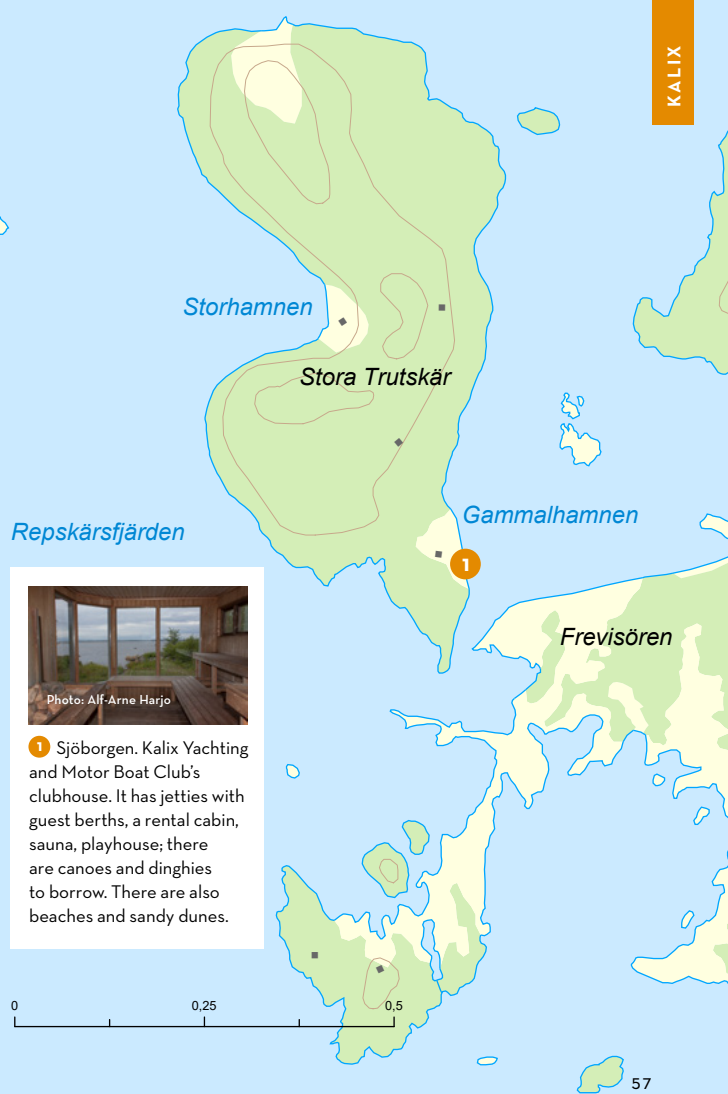 KALIX
Storhamnen
Stora Trutskär
Gammalhamnen
Repskärsfjärden
1
Frevisören
Photo: Alf-Arne Harjo
1 Sjöborgen. Kalix Yachting
and Motor Boat Club’s
clubhouse. It has jetties with
guest berths, a rental cabin,
sauna, playhouse; there
are canoes and dinghies
to borrow. There are also
beaches and sandy dunes.
0 0,25 0,5
57